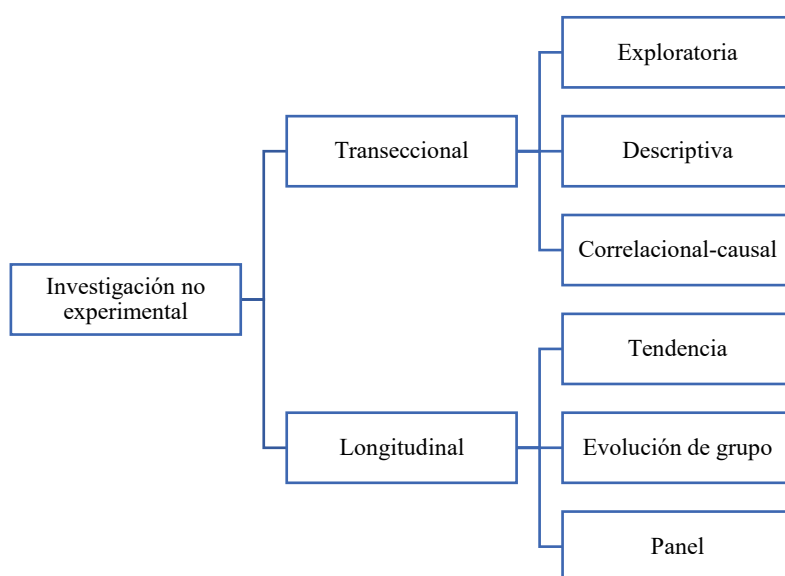 Investigación no
experimental
Transeccional
Exploratoria
Descriptiva
Correlacional-causal
Longitudinal
Tendencia
Evolución de grupo
Panel